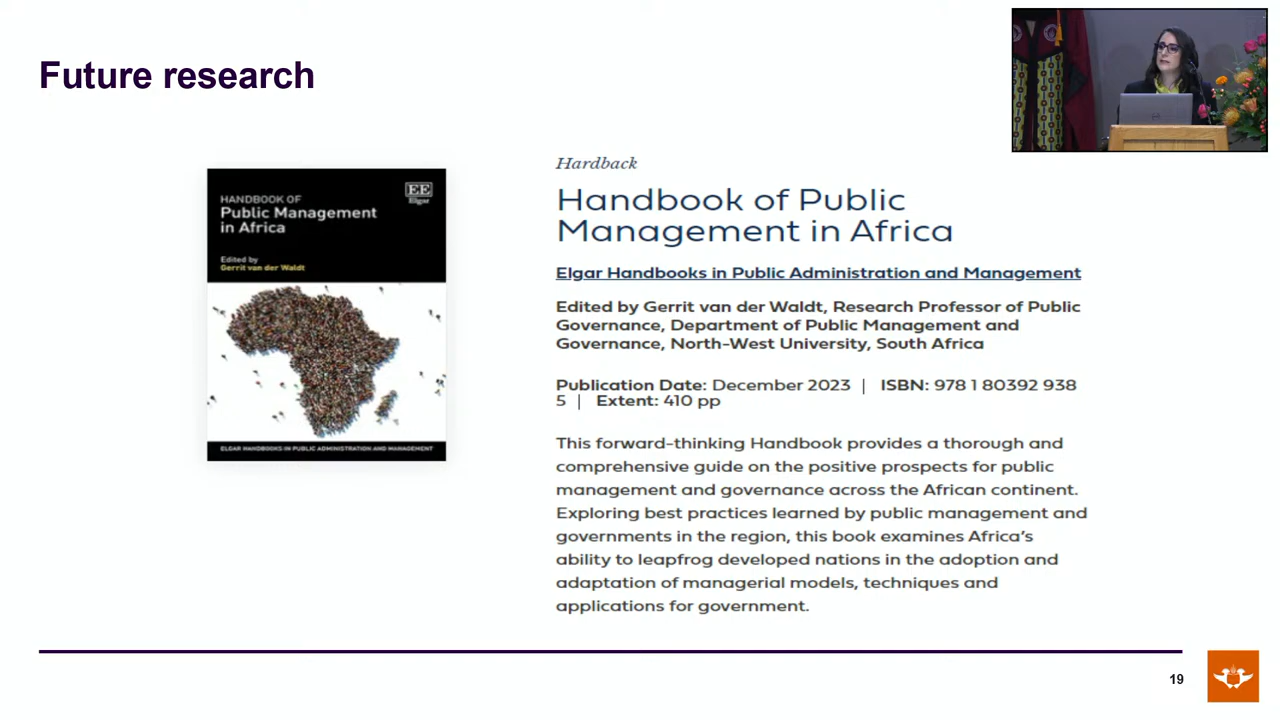 Future research
HANDBOOK OF
Public Management
in Africa
EE
Elgar
Edited by
Gerrit van der Waldt
ELGAR HANDBOOKS IN PUBLIC ADMINISTRATION AND MANAGEMENT
Hardback
Handbook of Public
Management in Africa
Elgar Handbooks in Public Administration and Management
Edited by Gerrit van der Waldt, Research Professor of Public
Governance, Department of Public Management and
Governance, North-West University, South Africa
Publication Date: December 2023 | ISBN: 978 1 80392 938
5 | Extent: 410 pp
This forward-thinking Handbook provides a thorough and
comprehensive guide on the positive prospects for public
management and governance across the African continent.
Exploring best practices learned by public management and
governments in the region, this book examines Africa's
ability to leapfrog developed nations in the adoption and
adaptation of managerial models, techniques and
applications for government.
19